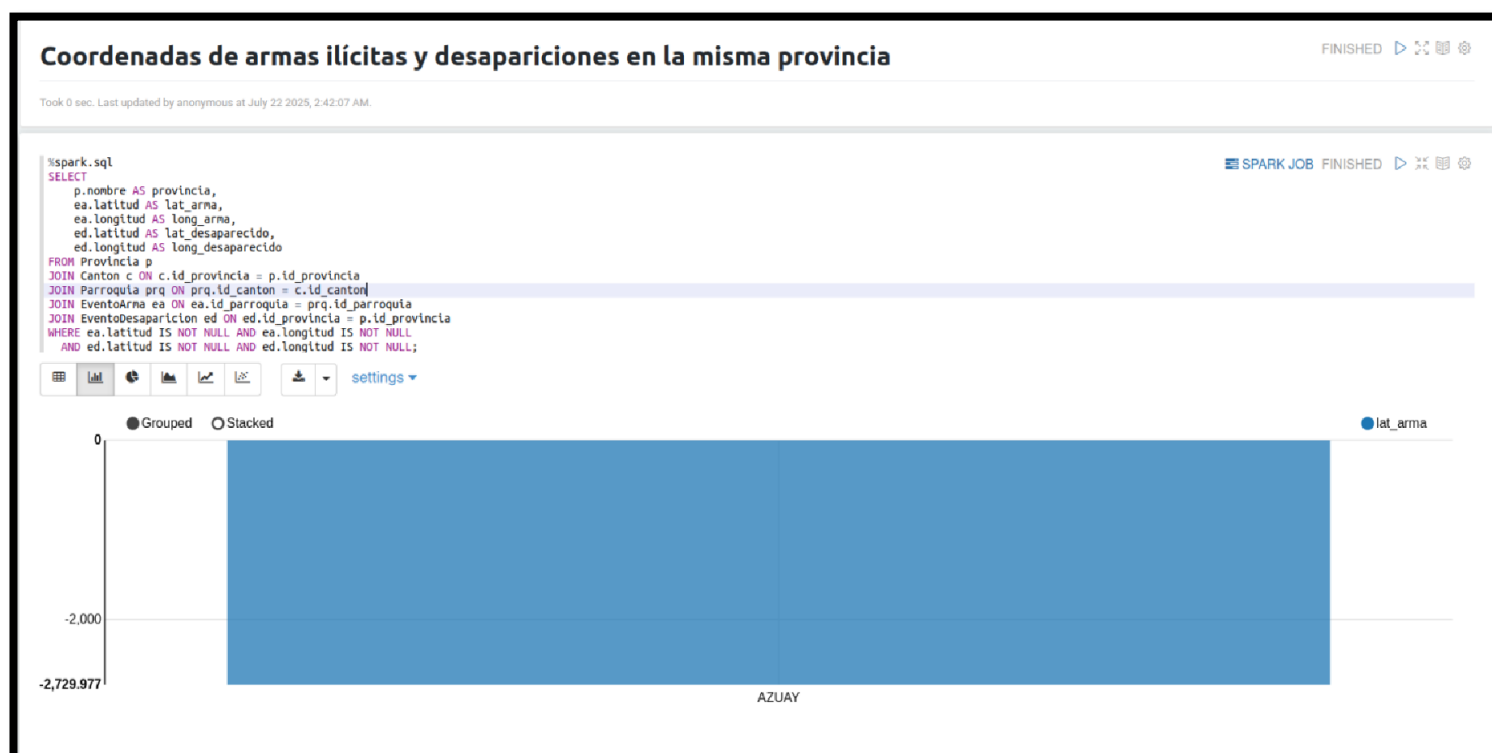 Coordenadas de armas ilícitas y desapariciones en la misma provincia
FINISHED
Took 0 sec. Last updated by anonymous at July 22 2025, 2:42:07 AM.
%spark.sql
SPARK JOB FINISHED
SELECT
p.nombre AS provincia,
ea.latitud AS lat_arma,
ea.longitud AS long_arma,
ed.latitud AS lat_desaparecido,
ed.longitud AS long_desaparecido
FROM Provincia p
JOIN Canton c ON c.id_provincia = p.id_provincia
JOIN Parroquia prq ON prq.id_canton = c.id_canton
JOIN EventoArma ea ON ea.id_parroquia = prq.id_parroquia
JOIN EventoDesaparicion ed ON ed.id_provincia = p.id_provincia
WHERE ea.latitud IS NOT NULL AND ea.longitud IS NOT NULL
AND ed.latitud IS NOT NULL AND ed.longitud IS NOT NULL;
settings
Grouped Stacked
lat_arma
0
-2,000
-2,729.977
AZUAY